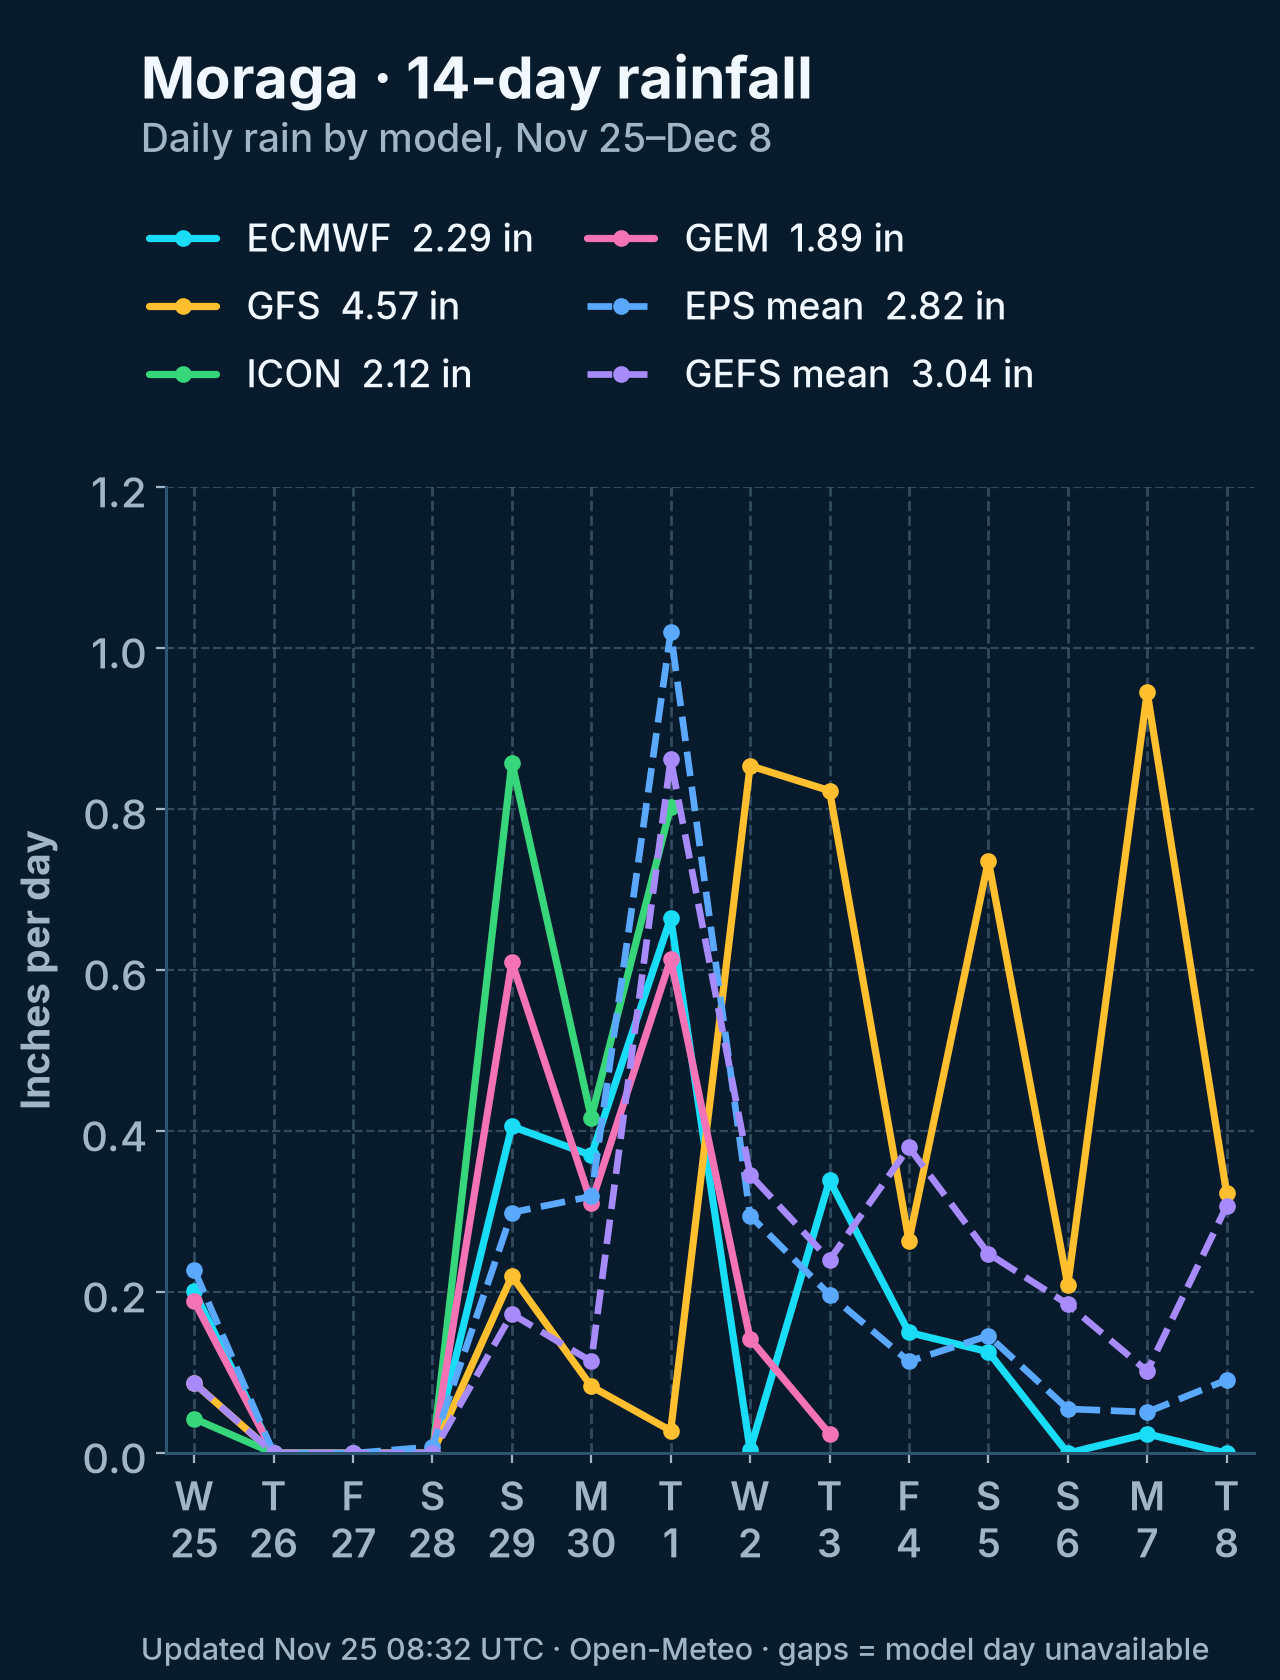 Moraga · 14-day rainfall
Daily rain by model, Nov 25–Dec 8
ECMWF 2.29 in
GEM 1.89 in
GFS 4.57 in
EPS mean 2.82 in
ICON 2.12 in
GEFS mean 3.04 in
Inches per day
1.2
1.0
0.8
0.6
0.4
0.2
0.0
W T F S S M T W T F S S M T
25 26 27 28 29 30 1 2 3 4 5 6 7 8
Updated Nov 25 08:32 UTC · Open-Meteo · gaps = model day unavailable